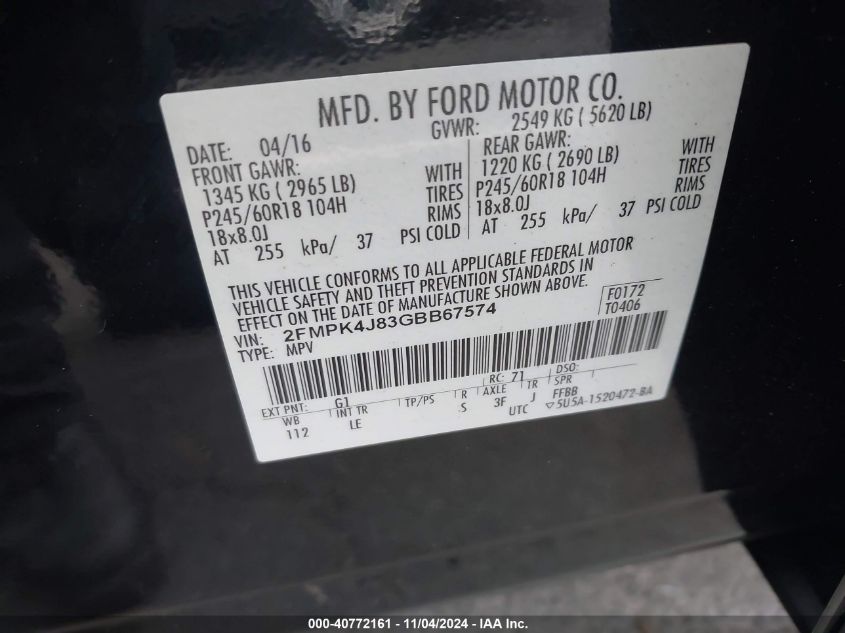 MFD. BY FORD MOTOR CO.
DATE: 04/16
GVWR: 2549 KG ( 5620 LB)
FRONT GAWR:
1345 KG ( 2965 LB) WITH
P245/60R18 104H TIRES
18x8.0J RIMS
AT 255 kPa/ 37 PSI COLD
REAR GAWR:
1220 KG ( 2690 LB) WITH
P245/60R18 104H TIRES
18x8.0J RIMS
AT 255 kPa/ 37 PSI COLD
THIS VEHICLE CONFORMS TO ALL APPLICABLE FEDERAL MOTOR
VEHICLE SAFETY AND THEFT PREVENTION STANDARDS IN
EFFECT ON THE DATE OF MANUFACTURE SHOWN ABOVE.
VIN: 2FMPK4J83GBB67574
TYPE: MPV
F0172
T0406
EXT PNT: G1 RC: 71 DSO:
WB INT TR TP/PS R AXLE TR SPR
112 LE S 3F J FFBB
UTC ▽5U5A-1520472-BA
000-40772161 - 11/04/2024 - IAA Inc.